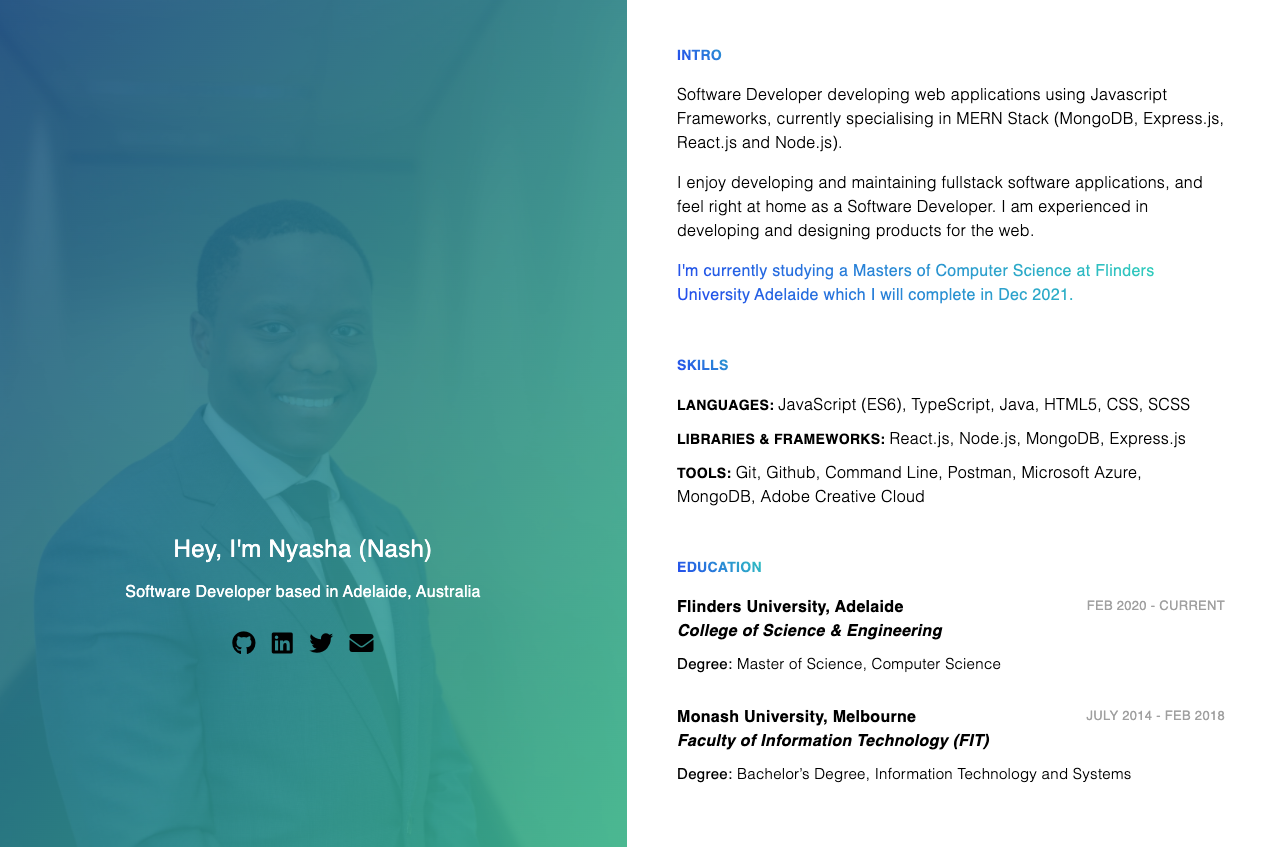 Hey, I'm Nyasha (Nash)
Software Developer based in Adelaide, Australia
INTRO
Software Developer developing web applications using Javascript
Frameworks, currently specialising in MERN Stack (MongoDB, Express.js,
React.js and Node.js).
I enjoy developing and maintaining fullstack software applications, and
feel right at home as a Software Developer. I am experienced in
developing and designing products for the web.
I'm currently studying a Masters of Computer Science at Flinders
University Adelaide which I will complete in Dec 2021.
SKILLS
LANGUAGES: JavaScript (ES6), TypeScript, Java, HTML5, CSS, SCSS
LIBRARIES & FRAMEWORKS: React.js, Node.js, MongoDB, Express.js
TOOLS: Git, Github, Command Line, Postman, Microsoft Azure,
MongoDB, Adobe Creative Cloud
EDUCATION
Flinders University, Adelaide FEB 2020 - CURRENT
College of Science & Engineering
Degree: Master of Science, Computer Science
Monash University, Melbourne JULY 2014 - FEB 2018
Faculty of Information Technology (FIT)
Degree: Bachelor’s Degree, Information Technology and Systems